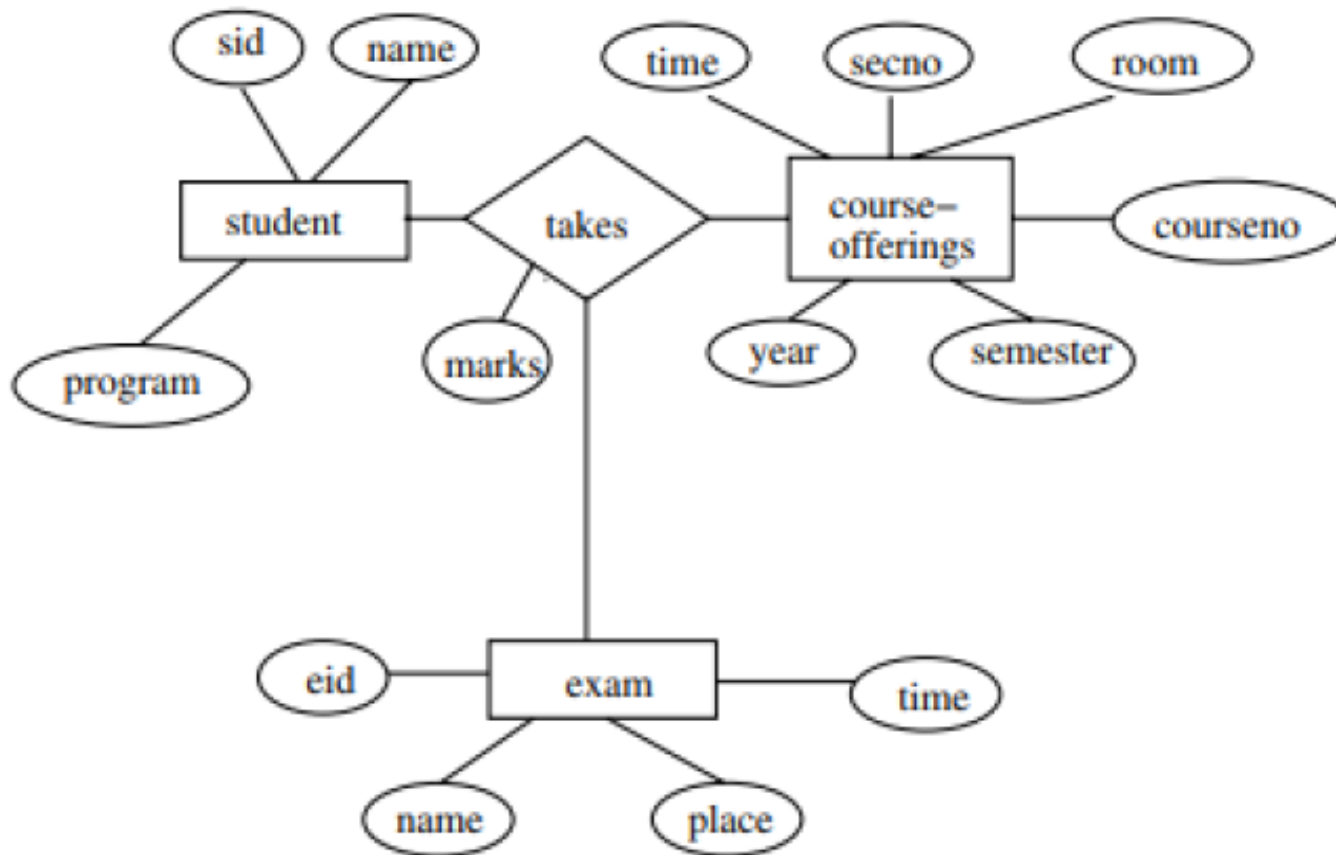 sid
name
time
secno
room
student
takes
course–
offerings
courseno
program
marks
year
semester
eid
exam
time
name
place